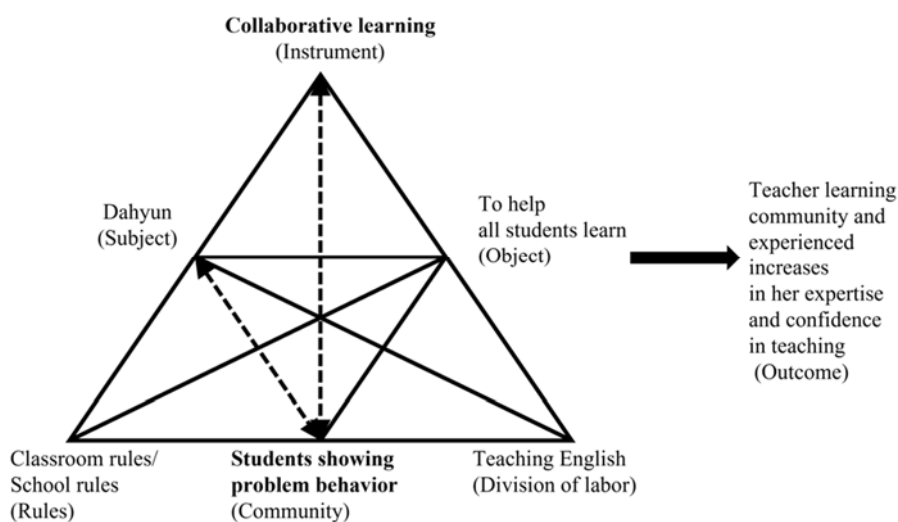 Collaborative learning
(Instrument)
Dahyun
(Subject)
To help
all students learn
(Object)
Teacher learning
community and
experienced
increases
in her expertise
and confidence
in teaching
(Outcome)
Classroom rules/
School rules
(Rules)
Students showing
problem behavior
(Community)
Teaching English
(Division of labor)